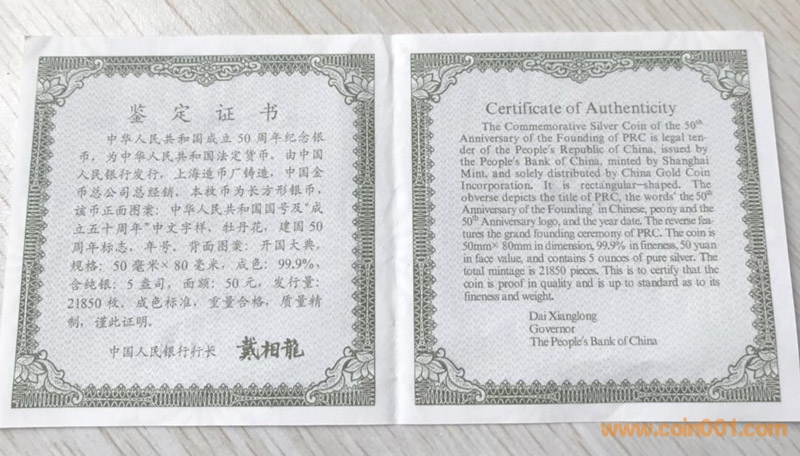 鉴定证书
中华人民共和国成立 50 周年纪念银
币，为中华人民共和国法定货币，由中国
人民银行发行，上海造币厂铸造，中国金
币总公司总经销。本枚币为长方形银币，
该币正面图案：中华人民共和国国号及“成
立五十周年”中文字样，牡丹花，建国 50
周年标志，年号。背面图案：开国大典，
规格：50 毫米×80 毫米，成色：99.9%，
含纯银：5 盎司，面额：50 元，发行量：
21850 枚。成色标准，重量合格，质量精
制，谨此证明。
中国人民银行行长 戴相龍
Certificate of Authenticity
The Commemorative Silver Coin of the 50th
Anniversary of the Founding of PRC is legal ten-
der of the People's Republic of China, issued by
the People's Bank of China, minted by Shanghai
Mint, and solely distributed by China Gold Coin
Incorporation. It is rectangular-shaped. The
obverse depicts the title of PRC, the words' the 50th
Anniversary of the Founding' in Chinese, peony and the
50th Anniversary logo, and the year date. The reverse fea-
tures the grand founding ceremony of PRC. The coin is
50mm×80mm in dimension, 99.9% in fineness, 50 yuan
in face value, and contains 5 ounces of pure silver. The
total mintage is 21850 pieces. This is to certify that the
coin is proof in quality and is up to standard as to its
fineness and weight.
Dai Xianglong
Governor
The People's Bank of China
www.coin001.com